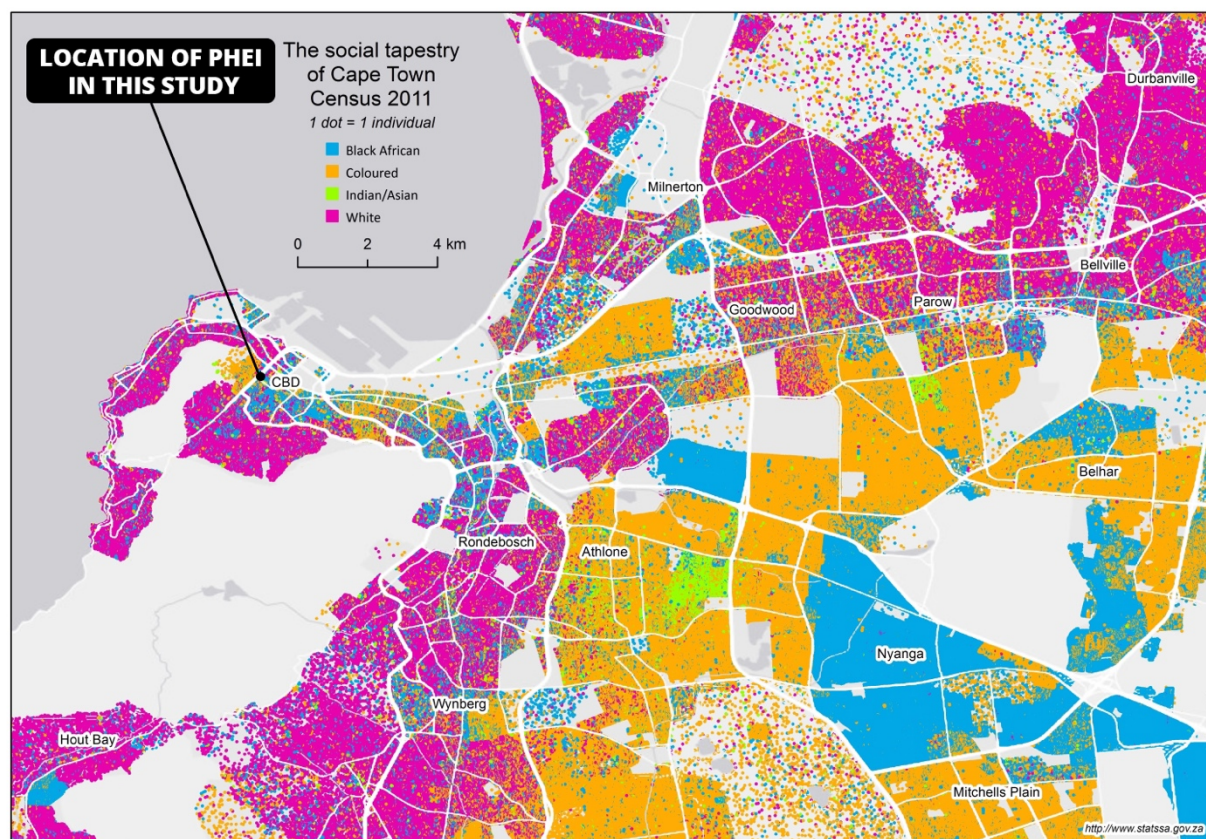 LOCATION OF PHEI
IN THIS STUDY
The social tapestry
of Cape Town
Census 2011
1 dot = 1 individual
Black African
Coloured
Indian/Asian
White
0 2 4 km
Durbanville
Milnerton
Bellville
Goodwood
Parow
CBD
Belhar
Rondebosch
Athlone
Nyanga
Wynberg
Hout Bay
Mitchells Plain
http://www.statssa.gov.za